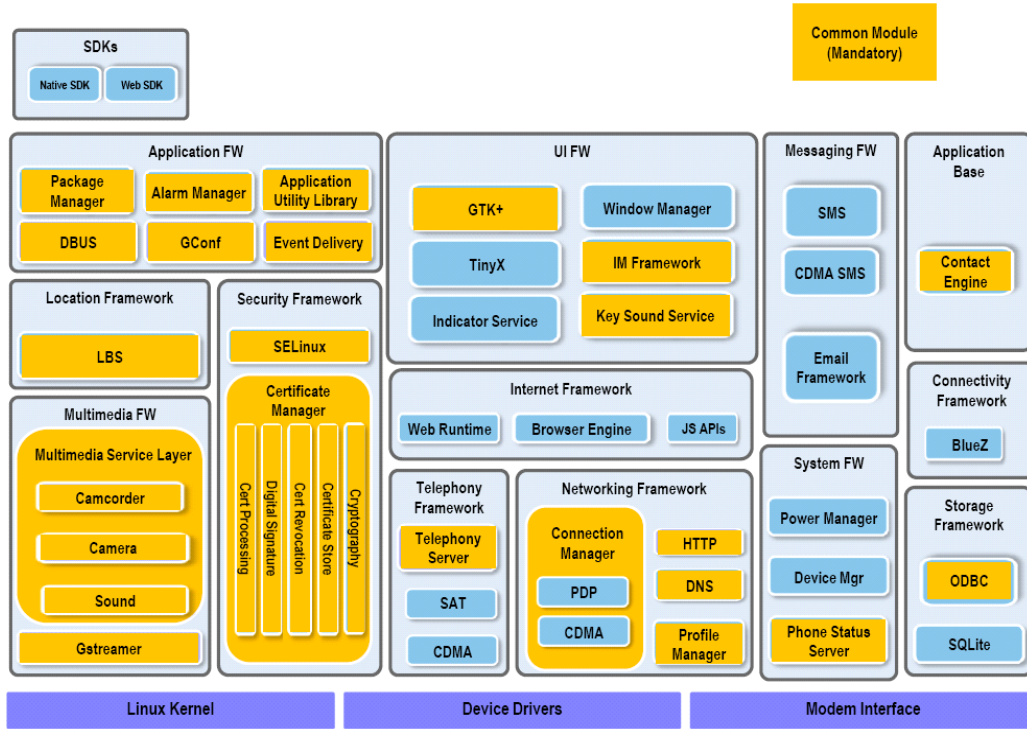 Common Module
(Mandatory)
SDKs
Native SDK
Web SDK
Application FW
Package
Manager
Alarm Manager
Application
Utility Library
DBUS
GConf
Event Delivery
UI FW
GTK+
Window Manager
TinyX
IM Framework
Indicator Service
Key Sound Service
Messaging FW
SMS
CDMA SMS
Email
Framework
Application
Base
Contact
Engine
Location Framework
LBS
Security Framework
SELinux
Certificate
Manager
Cert Processing
Digital Signature
Cert Revocation
Certificate Store
Cryptography
Multimedia FW
Multimedia Service Layer
Camcorder
Camera
Sound
Gstreamer
Internet Framework
Web Runtime
Browser Engine
JS APIs
Connectivity
Framework
BlueZ
Telephony
Framework
Telephony
Server
SAT
CDMA
Networking Framework
Connection
Manager
PDP
CDMA
HTTP
DNS
Profile
Manager
System FW
Power Manager
Device Mgr
Phone Status
Server
Storage
Framework
ODBC
SQLite
Linux Kernel
Device Drivers
Modem Interface